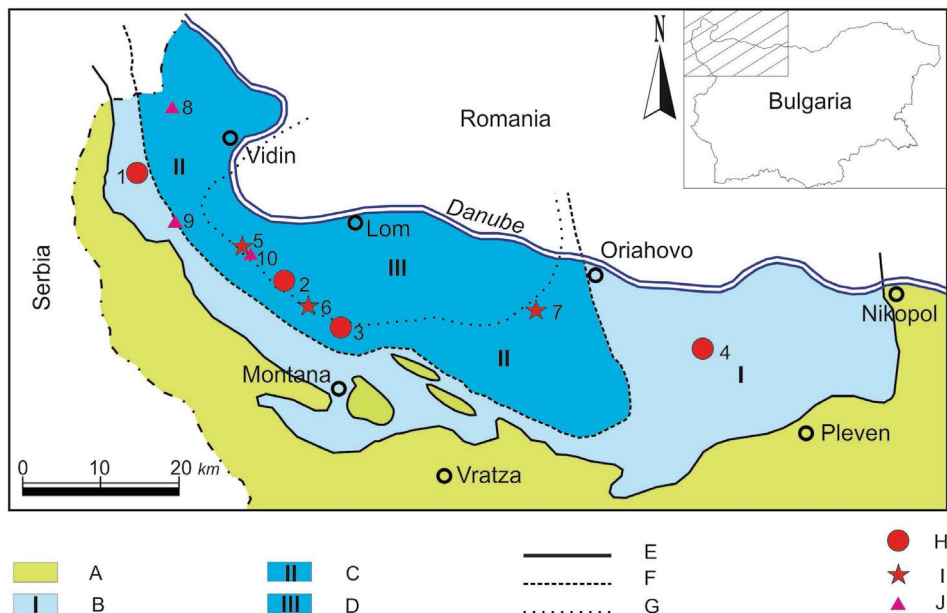 N
Romania
Bulgaria
8
Vidin
II
1
9
Danube
Lom
5
10
III
Oriahovo
Serbia
2
6
7
Nikopol
3
4
II
I
Montana
Pleven
Vratza
0 10 20 km
A
I B
II C
III D
E
F
G
H
I
J